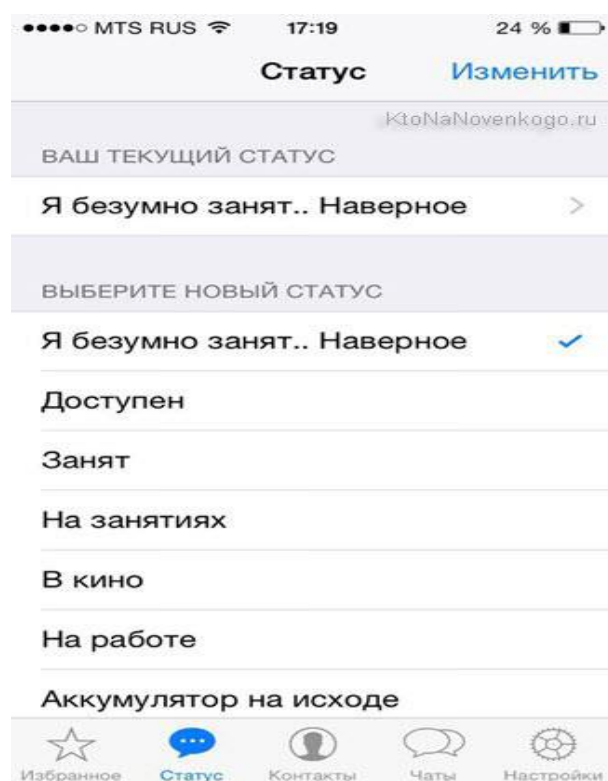 MTS RUS 17:19 24 %
Статус Изменить
KtoNaNovenkogo.ru
ВАШ ТЕКУЩИЙ СТАТУС
Я безумно занят.. Наверное
ВЫБЕРИТЕ НОВЫЙ СТАТУС
Я безумно занят.. Наверное
Доступен
Занят
На занятиях
В кино
На работе
Аккумулятор на исходе
Избранное Статус Контакты Чаты Настройки